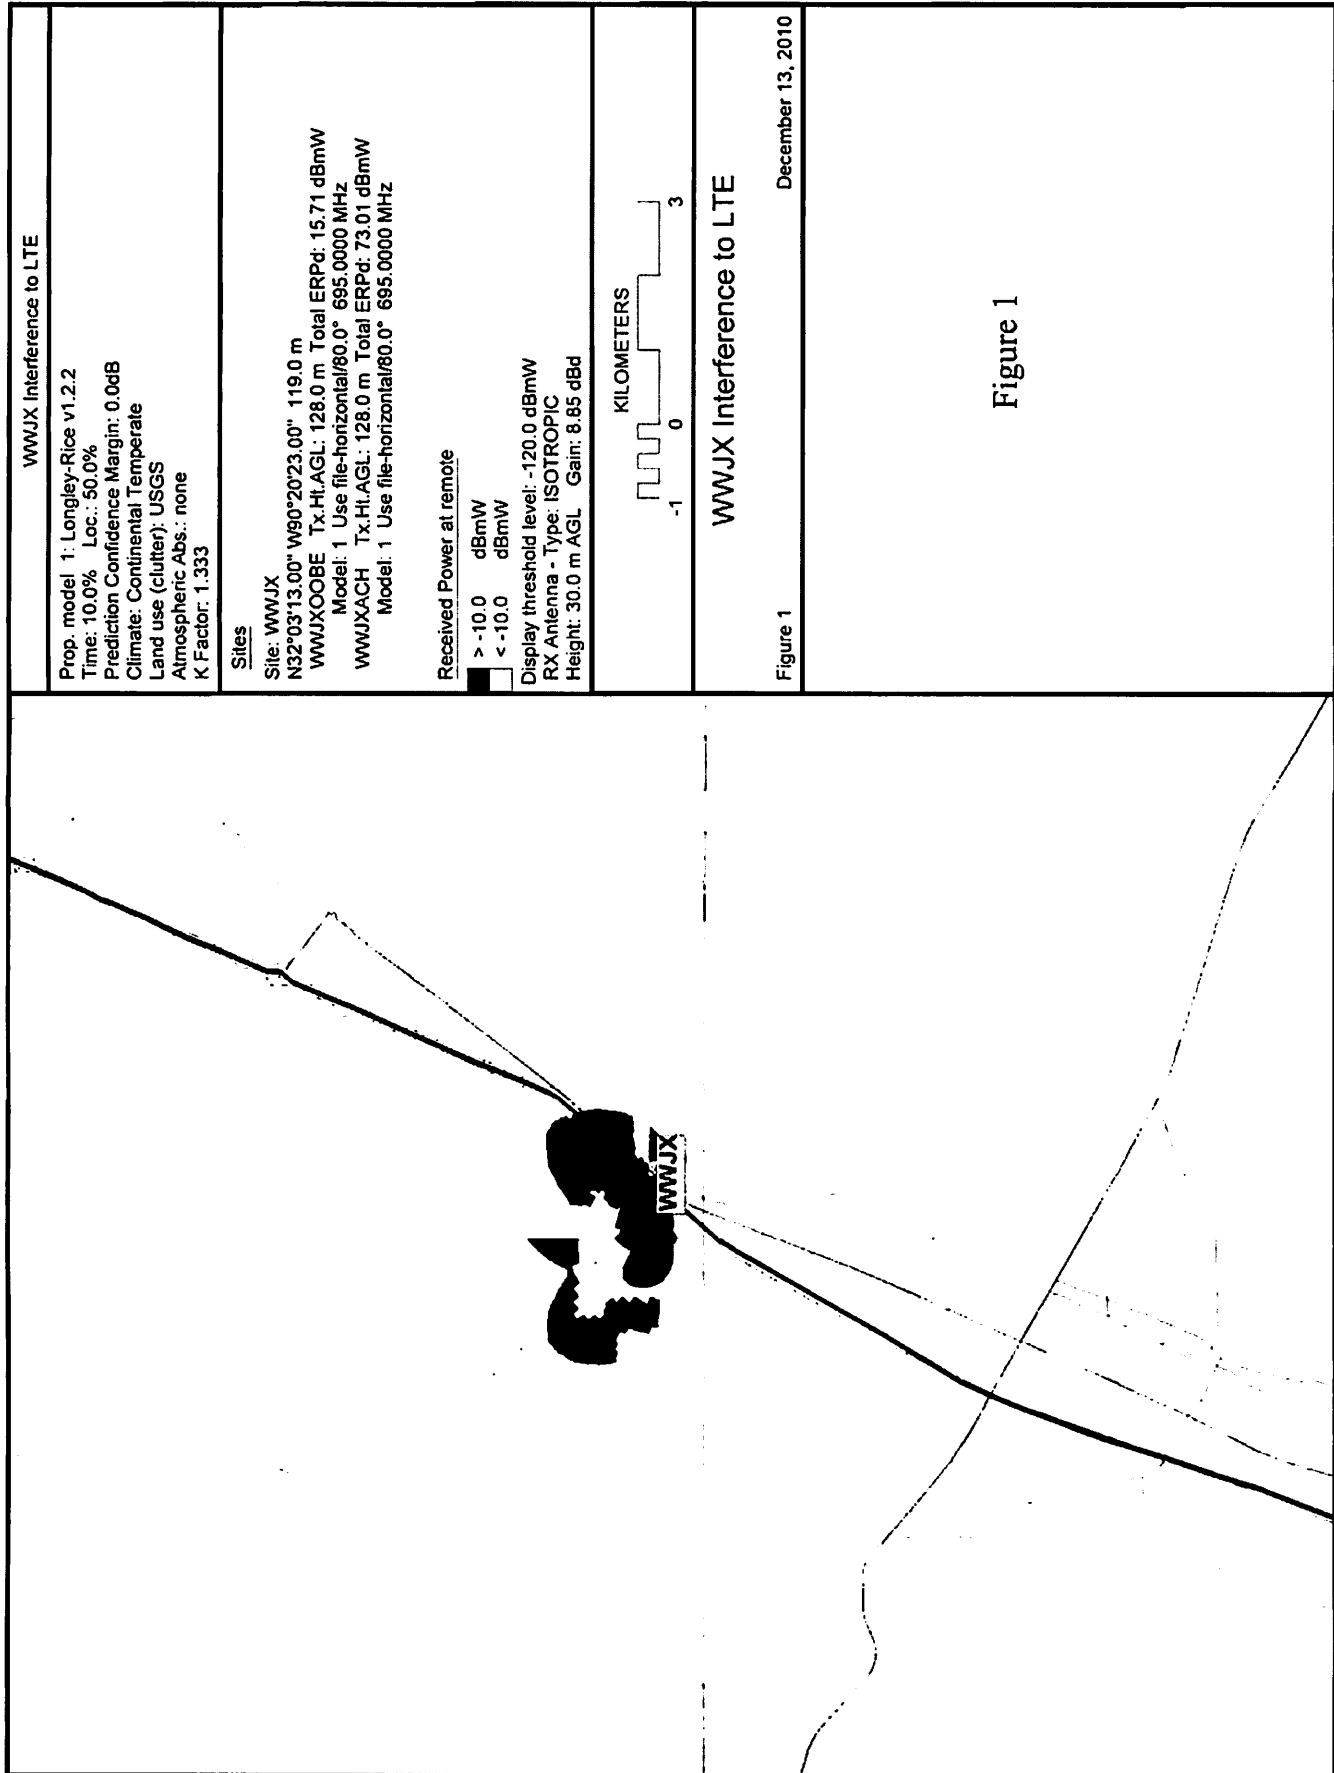 WWJX Interference to LTE
Prop. model 1: Longley-Rice v1.2.2
Time: 10.0% Loc.: 50.0%
Prediction Confidence Margin: 0.0dB
Climate: Continental Temperate
Land use (clutter): USGS
Atmospheric Abs.: none
K Factor: 1.333
Sites
Site: WWJX
N32°03'13.00" W90°20'23.00" 119.0 m
WWJXOOBE Tx.Ht.AGL: 128.0 m Total ERPd: 15.71 dBmW
Model: 1 Use file-horizontal/80.0° 695.0000 MHz
WWJXACH Tx.Ht.AGL: 128.0 m Total ERPd: 73.01 dBmW
Model: 1 Use file-horizontal/80.0° 695.0000 MHz
Received Power at remote
> -10.0 dBmW
< -10.0 dBmW
Display threshold level: -120.0 dBmW
RX Antenna - Type: ISOTROPIC
Height: 30.0 m AGL Gain: 8.85 dBd
KILOMETERS
-1 0 3
WWJX Interference to LTE
Figure 1 December 13, 2010
Figure 1
WWJX